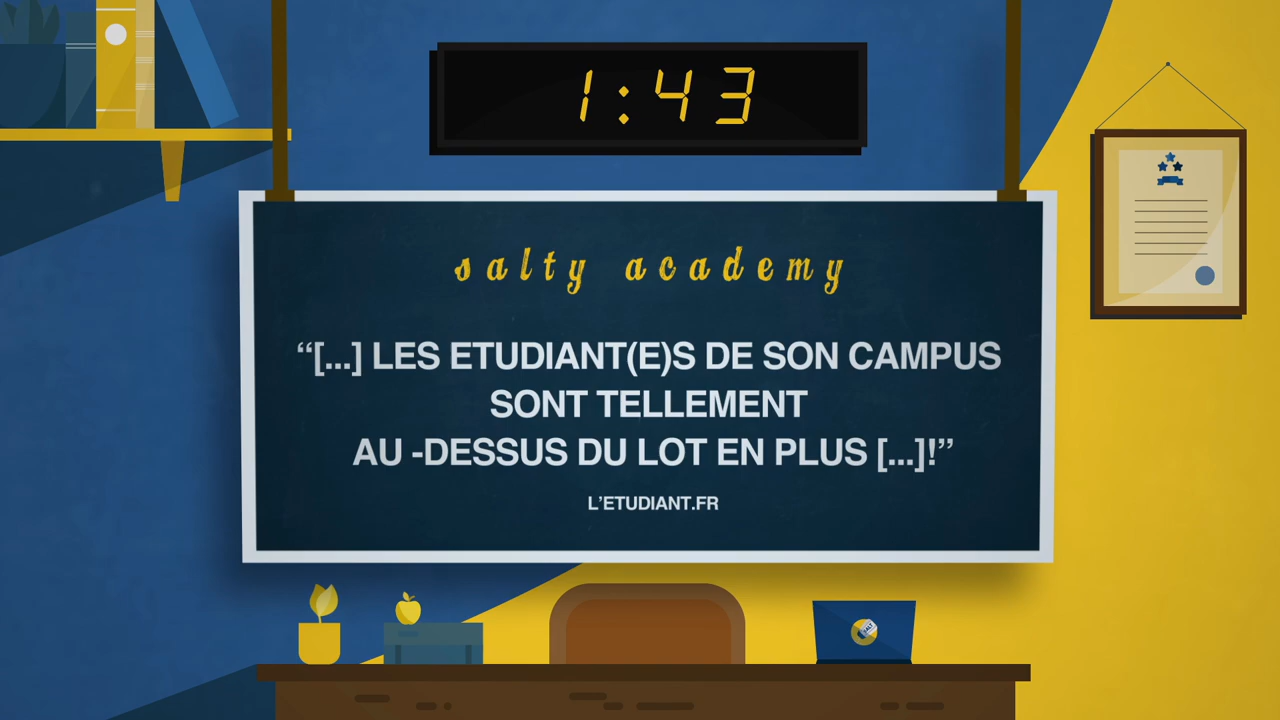 1:43
salty academy
“[...] LES ETUDIANT(E)S DE SON CAMPUS
SONT TELLEMENT
AU -DESSUS DU LOT EN PLUS [...]!”
L’ETUDIANT.FR